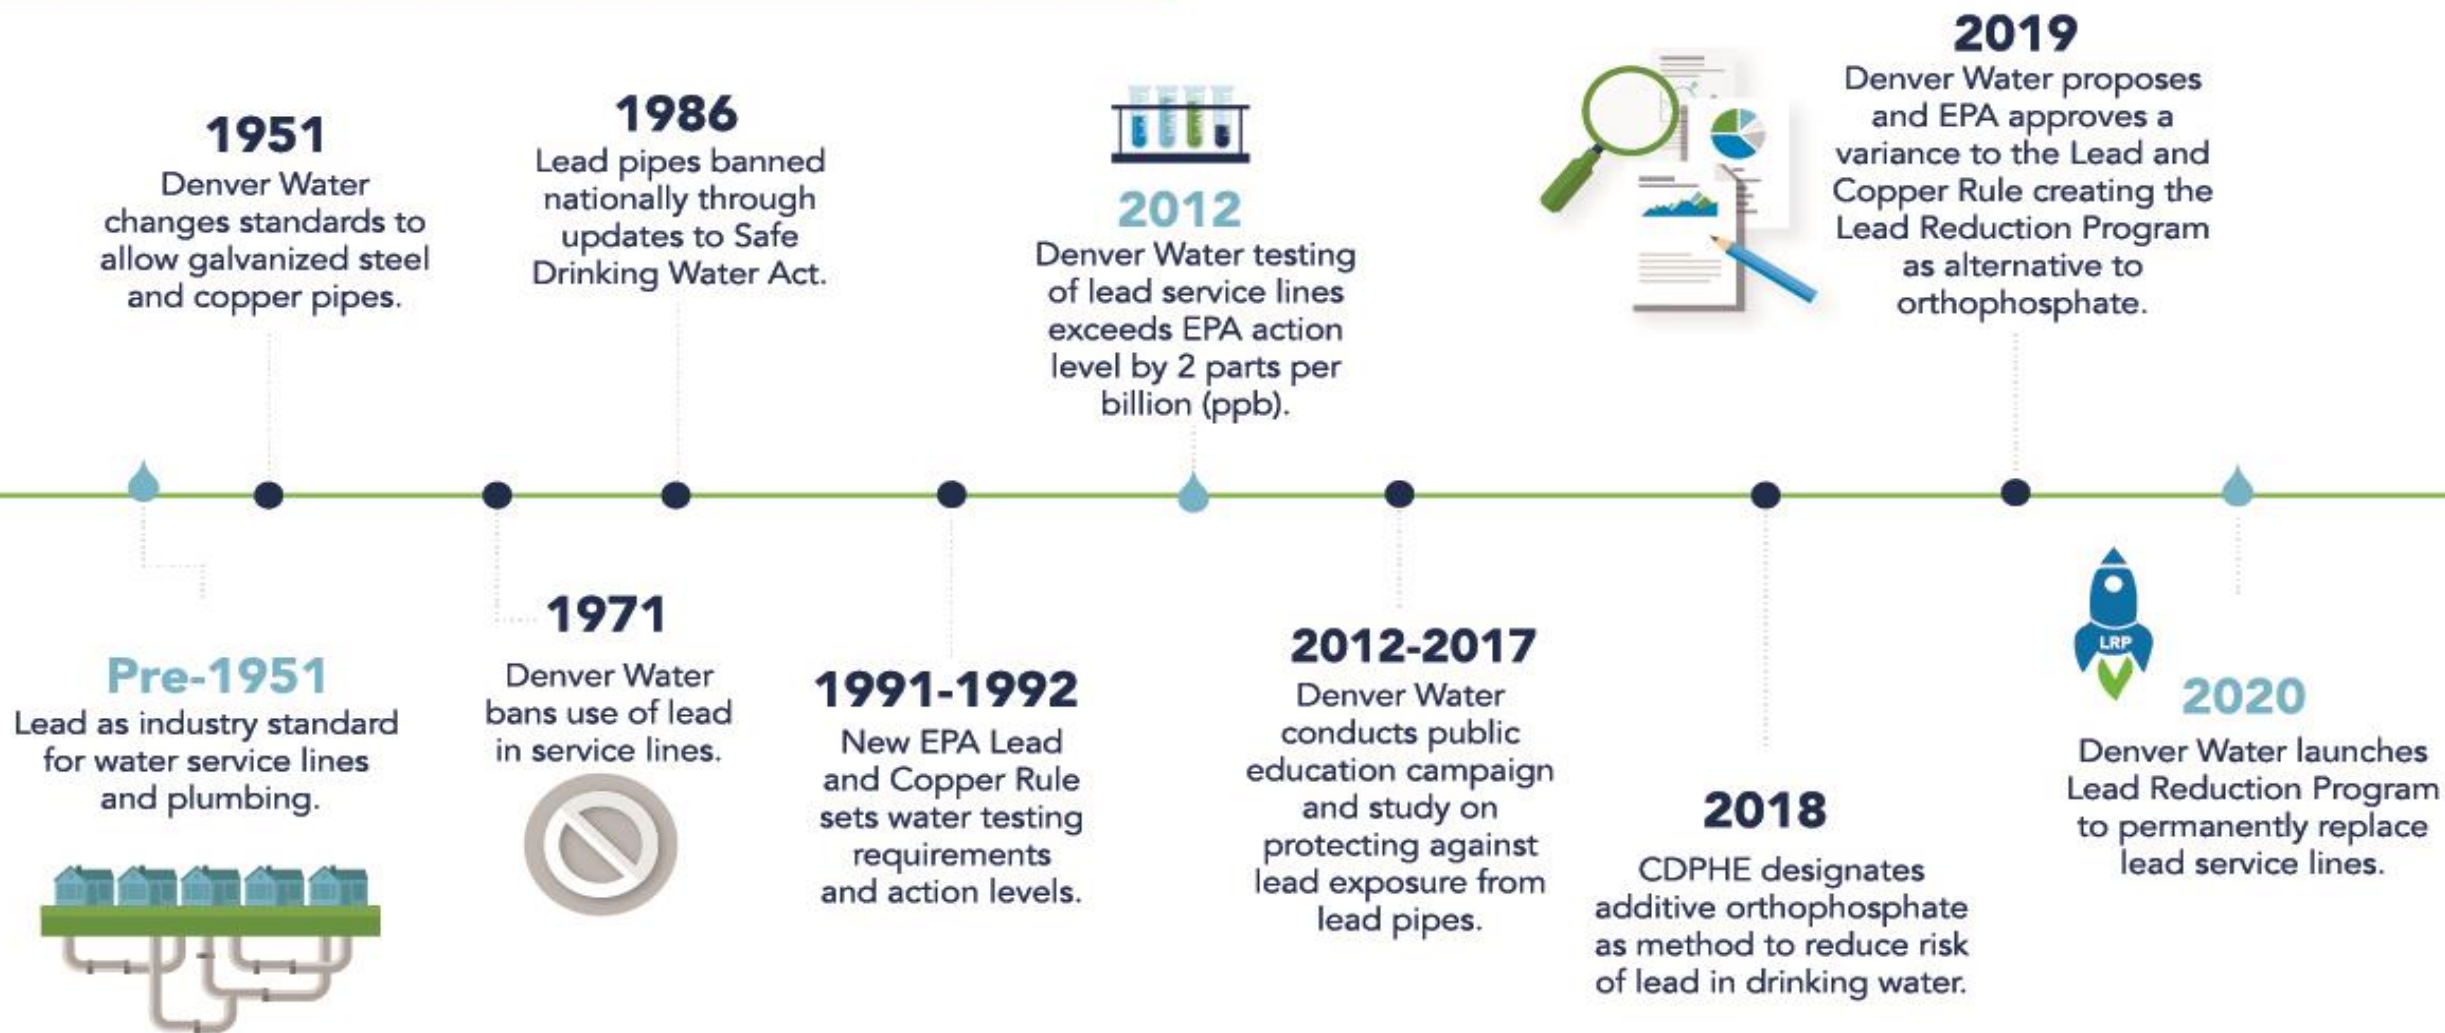 Pre-1951
Lead as industry standard
for water service lines
and plumbing.
1951
Denver Water
changes standards to
allow galvanized steel
and copper pipes.
1971
Denver Water
bans use of lead
in service lines.
1986
Lead pipes banned
nationally through
updates to Safe
Drinking Water Act.
1991-1992
New EPA Lead
and Copper Rule
sets water testing
requirements
and action levels.
2012
Denver Water testing
of lead service lines
exceeds EPA action
level by 2 parts per
billion (ppb).
2012-2017
Denver Water
conducts public
education campaign
and study on
protecting against
lead exposure from
lead pipes.
2018
CDPHE designates
additive orthophosphate
as method to reduce risk
of lead in drinking water.
2019
Denver Water proposes
and EPA approves a
variance to the Lead and
Copper Rule creating the
Lead Reduction Program
as alternative to
orthophosphate.
LRP
2020
Denver Water launches
Lead Reduction Program
to permanently replace
lead service lines.